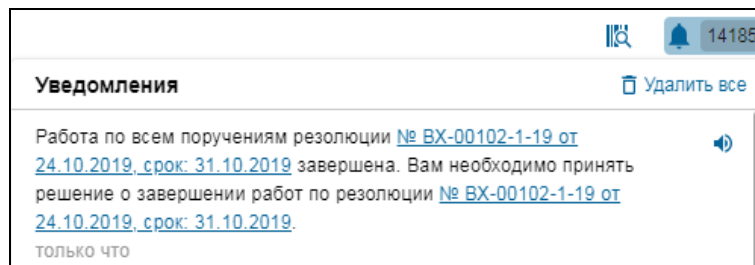 14185
Уведомления
Удалить все
Работа по всем поручениям резолюции № ВХ-00102-1-19 от
24.10.2019, срок: 31.10.2019 завершена. Вам необходимо принять
решение о завершении работ по резолюции № ВХ-00102-1-19 от
24.10.2019, срок: 31.10.2019.
только что